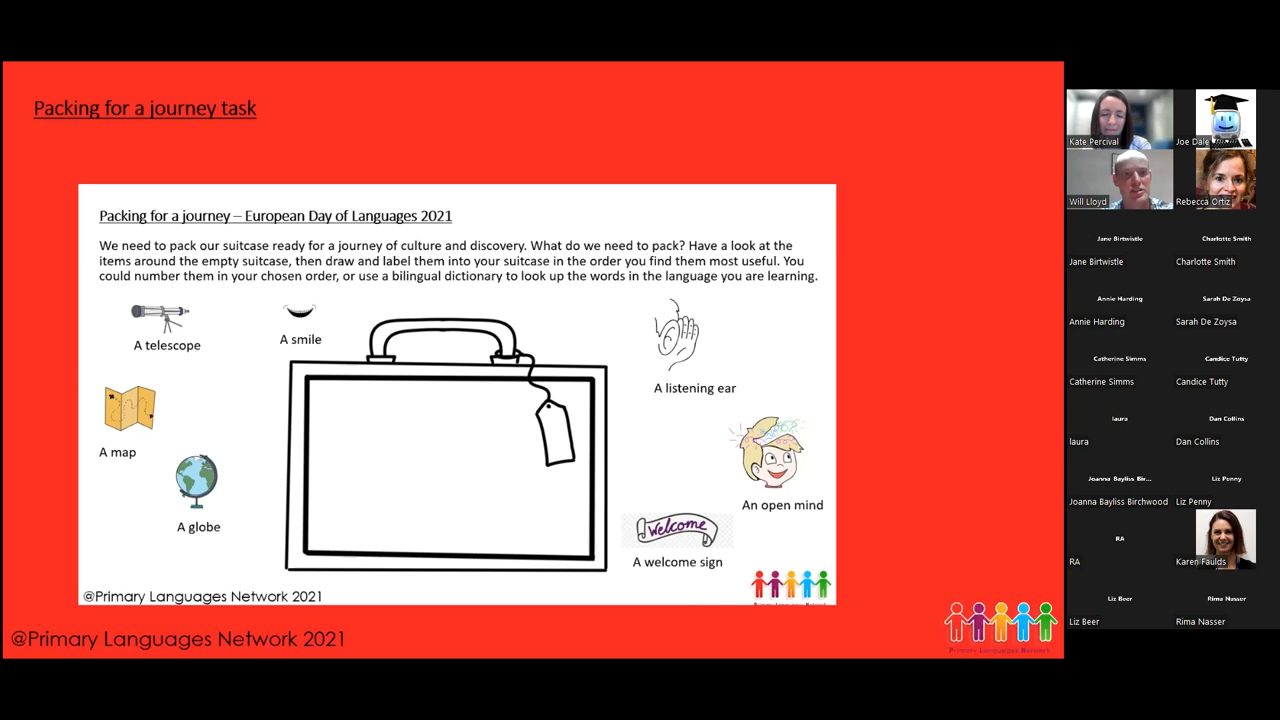 Packing for a journey task
Packing for a journey – European Day of Languages 2021
We need to pack our suitcase ready for a journey of culture and discovery. What do we need to pack? Have a look at the
items around the empty suitcase, then draw and label them into your suitcase in the order you find them most useful. You
could number them in your chosen order, or use a bilingual dictionary to look up the words in the language you are learning.
A telescope
A smile
A listening ear
A map
A globe
An open mind
Welcome
A welcome sign
@Primary Languages Network 2021
@Primary Languages Network 2021
Primary Languages Network
Kate Percival
Joe Dale
Will Lloyd
Rebecca Ortiz
Jane Birtwistle
Charlotte Smith
Jane Birtwistle
Charlotte Smith
Annie Harding
Sarah De Zoysa
Annie Harding
Sarah De Zoysa
Catherine Simms
Candice Tutty
Catherine Simms
Candice Tutty
laura
Dan Collins
laura
Dan Collins
Joanna Bayliss Bir...
Liz Penny
Joanna Bayliss Birchwood
Liz Penny
RA
RA
Karen Faulds
Liz Beer
Rima Nasser
Liz Beer
Rima Nasser